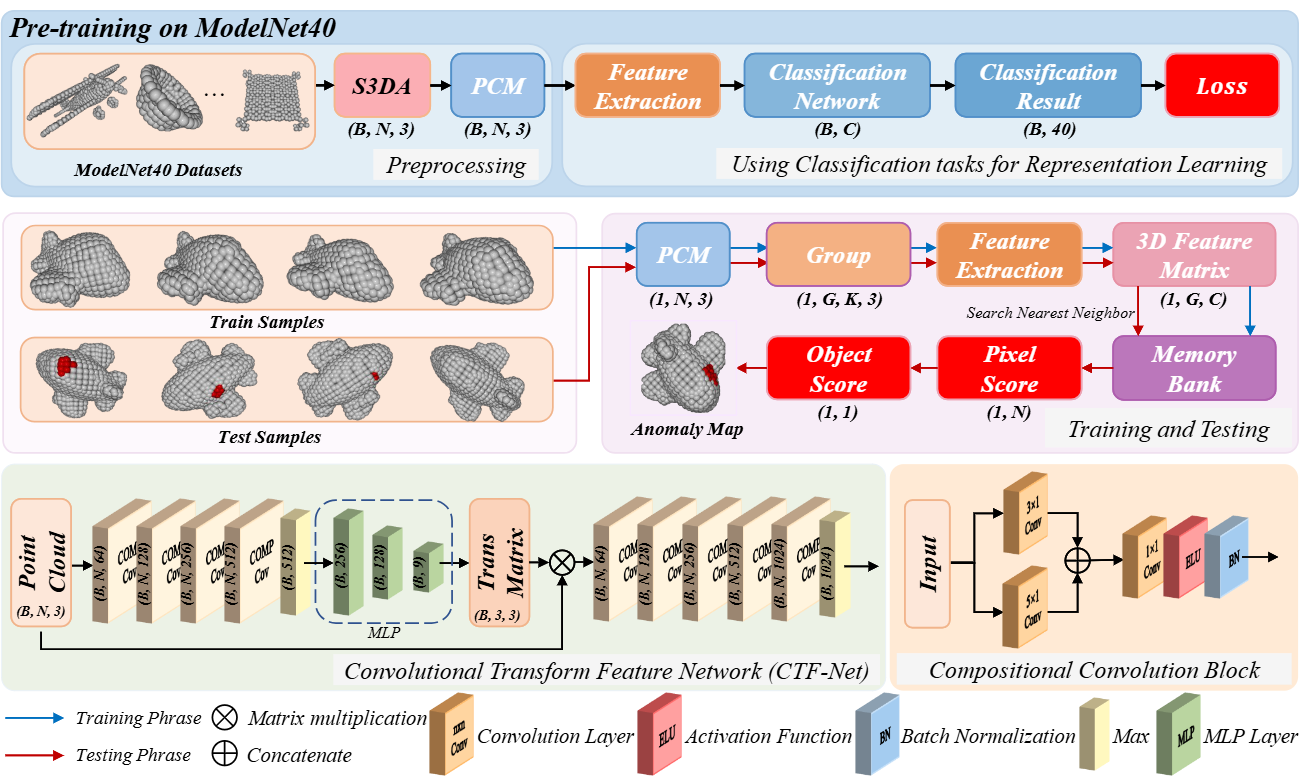 Pre-training on ModelNet40
S3DA
PCM
Feature
Extraction
Classification
Network
Classification
Result
Loss
...
(B, N, 3)
(B, N, 3)
(B, C)
(B, 40)
ModelNet40 Datasets
Preprocessing
Using Classification tasks for Representation Learning
Train Samples
Test Samples
PCM
Group
Feature
Extraction
3D Feature
Matrix
(1, N, 3)
(1, G, K, 3)
(1, G, C)
Search Nearest Neighbor
Object
Score
Pixel
Score
Memory
Bank
Anomaly Map
(1, 1)
(1, N)
Training and Testing
Point
Cloud
(B, N, 3)
COMP
Cov
(B, N, 64)
COMP
Cov
(B, N, 128)
COMP
Cov
(B, N, 256)
COMP
Cov
(B, N, 512)
(B, 512)
(B, 256)
(B, 128)
(B, 9)
MLP
Trans
Matrix
(B, 3, 3)
COMP
Cov
(B, N, 64)
COMP
Cov
(B, N, 128)
COMP
Cov
(B, N, 256)
COMP
Cov
(B, N, 512)
COMP
Cov
(B, N, 1024)
(B, 1024)
Convolutional Transform Feature Network (CTF-Net)
Input
3×1
Conv
5×1
Conv
1×1
Conv
ELU
BN
Compositional Convolution Block
Training Phrase
Matrix multiplication
Testing Phrase
Concatenate
nxn
Conv
Convolution Layer
ELU
Activation Function
BN
Batch Normalization
Max
MLP
MLP Layer